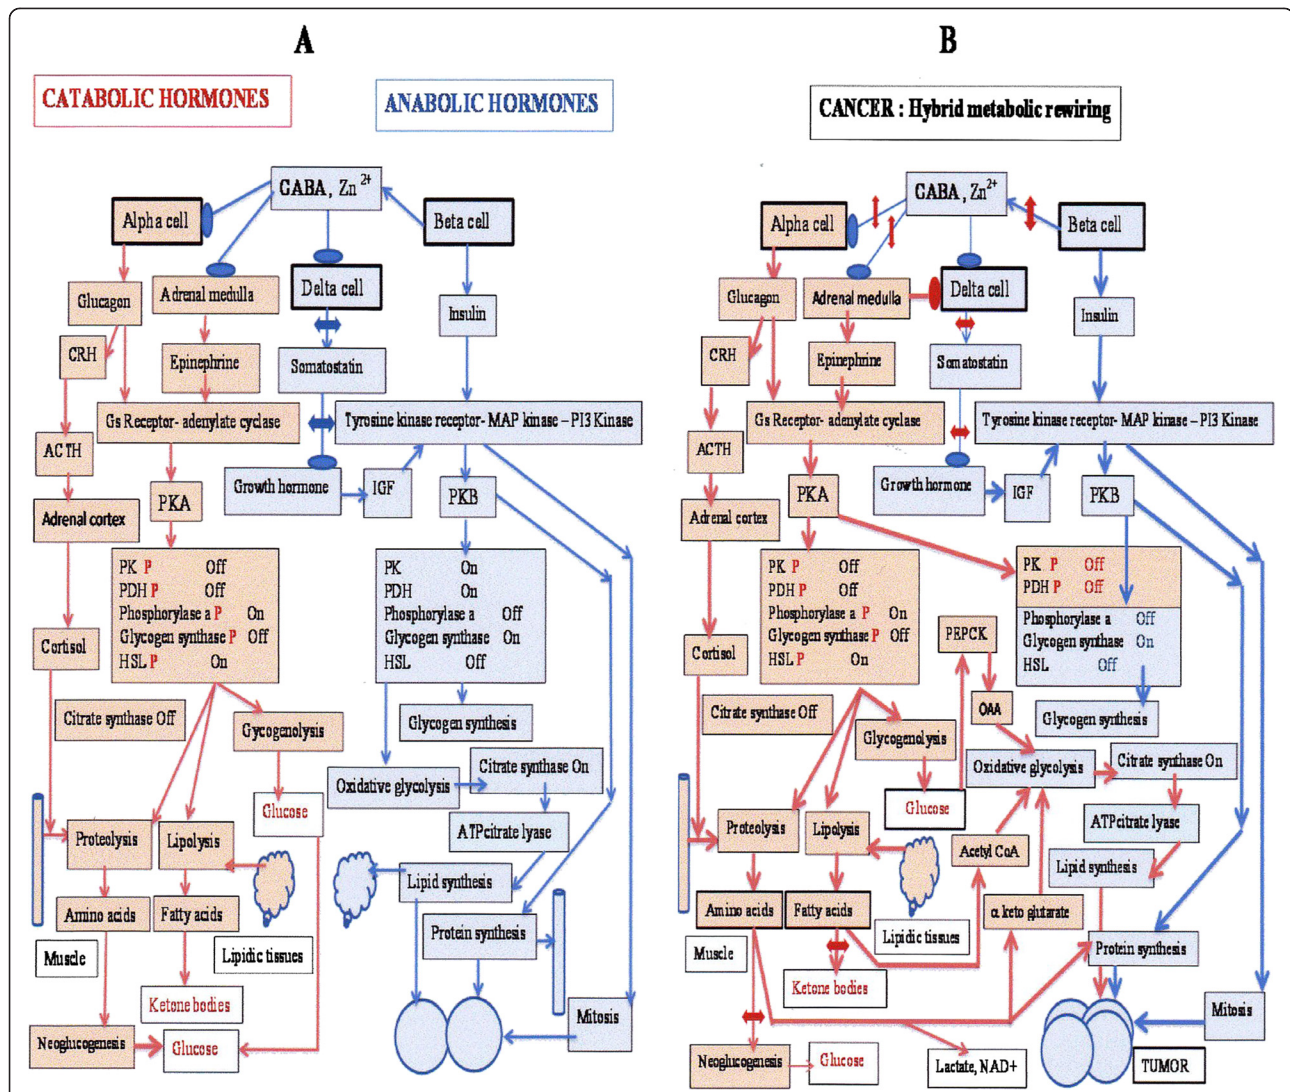 A
CATABOLIC HORMONES
ANABOLIC HORMONES
GABA, Zn 2+
Alpha cell
Beta cell
Glucagon
Adrenal medulla
Delta cell
Insulin
CRH
Epinephrine
Somatostatin
Gs Receptor- adenylate cyclase
Tyrosine kinase receptor- MAP kinase – PI3 Kinase
ACTH
PKA
Growth hormone
IGF
PKB
Adrenal cortex
PK P Off
PDH P Off
Phosphorylase a P On
Glycogen synthase P Off
HSL P On
PK On
PDH On
Phosphorylase a Off
Glycogen synthase On
HSL Off
Cortisol
Citrate synthase Off
Gycogenolysis
Glycogen synthesis
Oxidative glycolysis
Citrate synthase On
Glucose
ATPcitrate lyase
Proteolysis
Lipolysis
Lipid synthesis
Amino acids
Fatty acids
Protein synthesis
Muscle
Lipidic tissues
Ketone bodies
Mitosis
Neoglucogenesis
Glucose
B
CANCER : Hybrid metabolic rewiring
GABA, Zn2+
Alpha cell
Beta cell
Glucagon
Adrenal medulla
Delta cell
Insulin
CRH
Epinephrine
Somatostatin
Gs Receptor- adenylate cyclase
Tyrosine kinase receptor- MAP kinase – PI3 Kinase
ACTH
PKA
Growth hormone
IGF
PKB
Adrenal cortex
PK P Off
PDH P Off
Phosphorylase a P On
Glycogen synthase P Off
HSL P On
PK P Off
PDH P Off
Phosphorylase a Off
Glycogen synthase On
HSL Off
Cortisol
PEPCK
Citrate synthase Off
OAA
Glycogen synthesis
Glycogenolysis
Oxidative glycolysis
Citrate synthase On
Glucose
ATPcitrate lyase
Proteolysis
Lipolysis
Acetyl CoA
Lipid synthesis
Amino acids
Fatty acids
α keto glutarate
Muscle
Lipidic tissues
Protein synthesis
Ketone bodies
Mitosis
Neoglucogenesis
Glucose
Lactate, NAD+
TUMOR